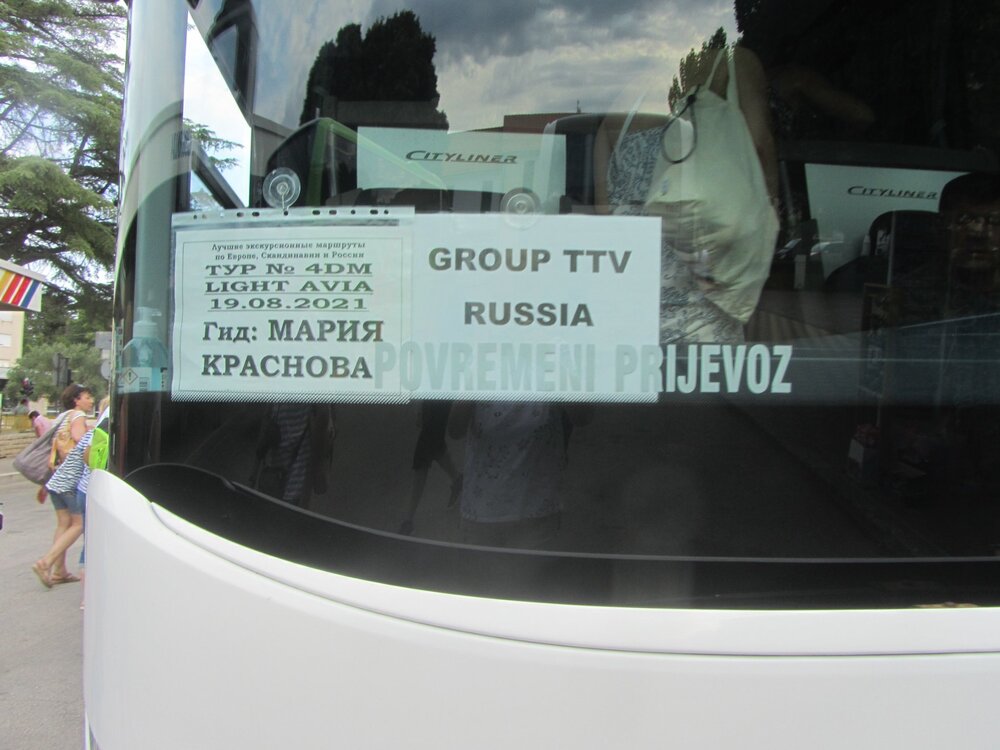 CITYLINER
CITYLINER
Лучшие экскурсионные маршруты
по Европе, Скандинавии и России
ТУР № 4DM
LIGHT AVIA
19.08.2021
Гид: МАРИЯ
КРАСНОВА
GROUP TTV
RUSSIA
POVREMENI PRIJEVOZ